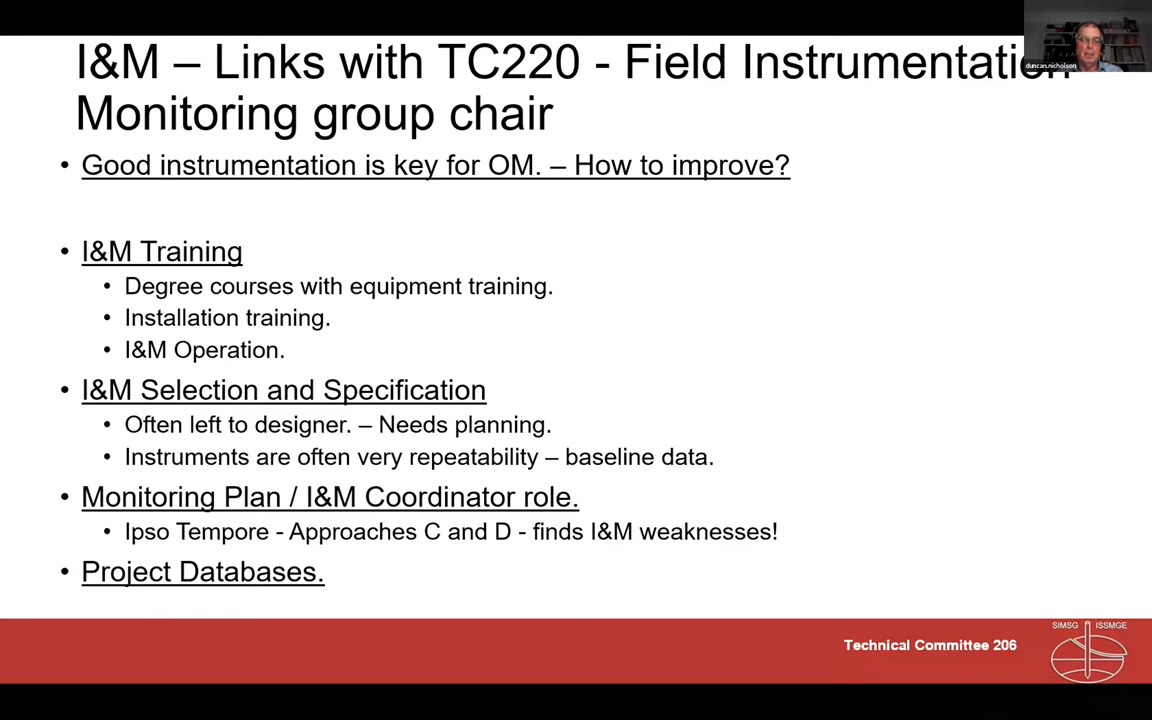 I&M – Links with TC220 - Field Instrumentation
Monitoring group chair
duncan.nicholson
• Good instrumentation is key for OM. – How to improve?
• I&M Training
• Degree courses with equipment training.
• Installation training.
• I&M Operation.
• I&M Selection and Specification
• Often left to designer. – Needs planning.
• Instruments are often very repeatability – baseline data.
• Monitoring Plan / I&M Coordinator role.
• Ipso Tempore - Approaches C and D - finds I&M weaknesses!
• Project Databases.
Technical Committee 206
SIMSG ISSMGE